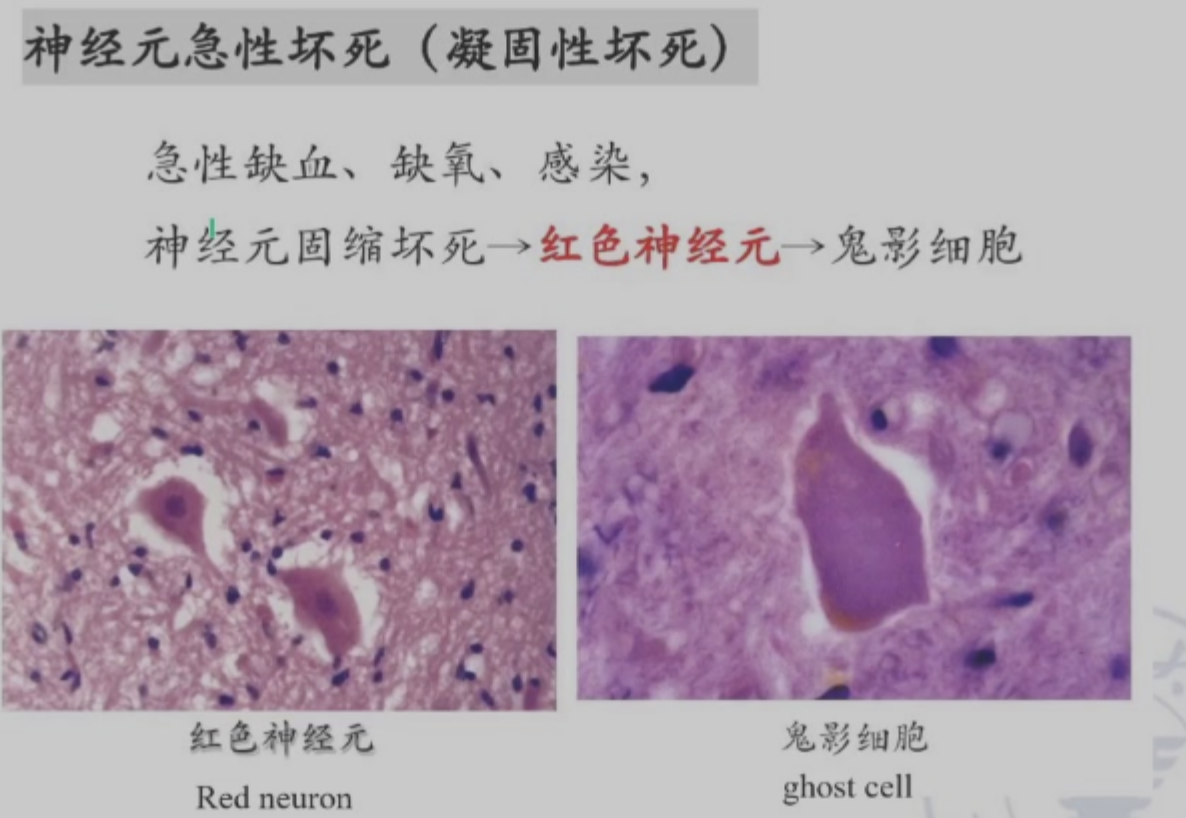 神经元急性坏死（凝固性坏死）
急性缺血、缺氧、感染，
神经元固缩坏死→红色神经元→鬼影细胞
红色神经元
Red neuron
鬼影细胞
ghost cell